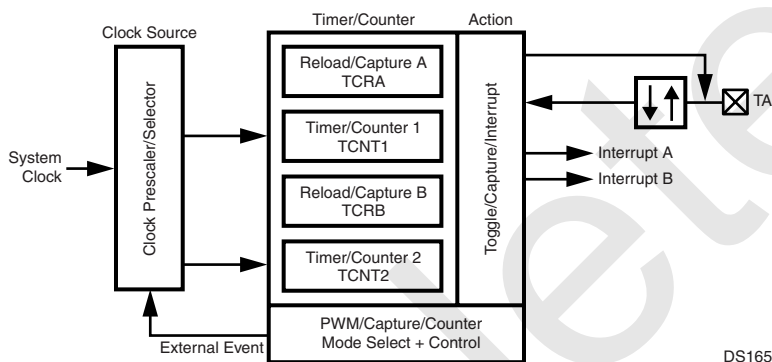 Timer/Counter
Action
Clock Source
Reload/Capture A
TCRA
Timer/Counter 1
TCNT1
Reload/Capture B
TCRB
Timer/Counter 2
TCNT2
System
Clock
Clock Prescaler/Selector
Toggle/Capture/Interrupt
TA
Interrupt A
Interrupt B
PWM/Capture/Counter
Mode Select + Control
External Event
DS165
lete